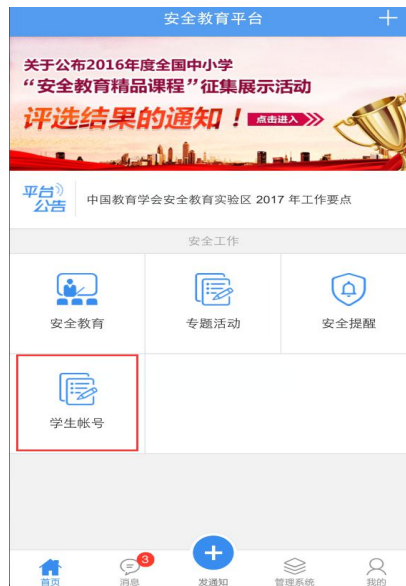 安全教育平台
关于公布2016年度全国中小学
“安全教育精品课程”征集展示活动
评选结果的通知！ 点击进入
平台
公告
中国教育学会安全教育实验区 2017 年工作要点
安全工作
安全教育
专题活动
安全提醒
学生帐号
3
首页
消息
发通知
管理系统
我的